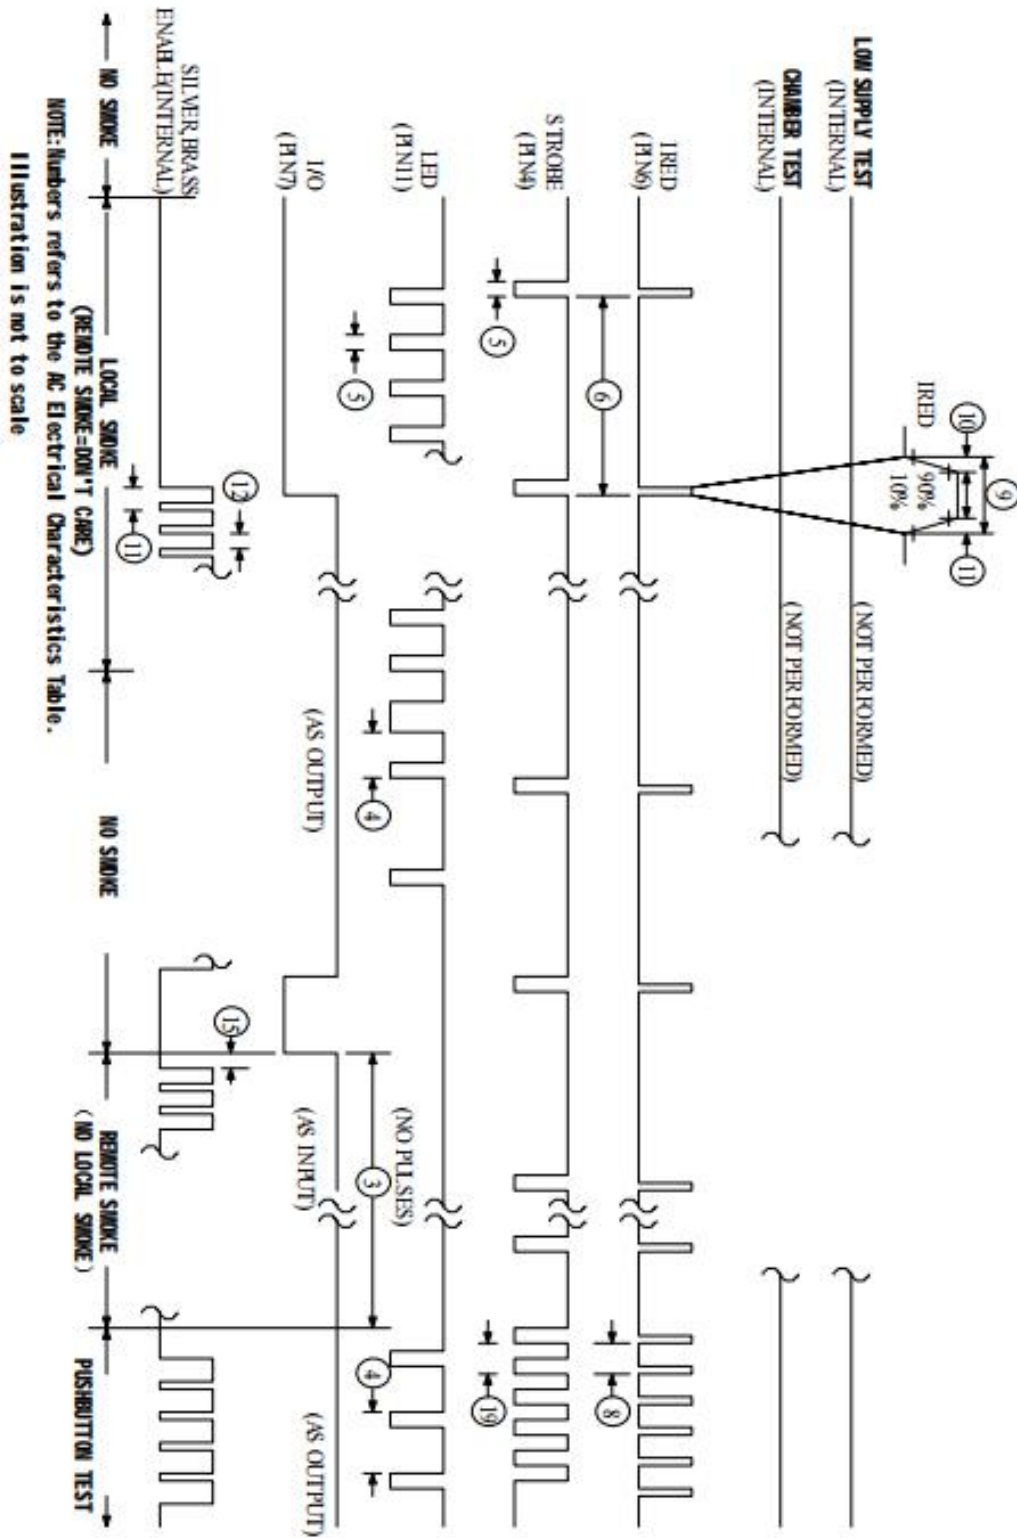 LOW SUPPLY TEST
(INTERNAL)
(NOT PERFORMED)
CHAMBER TEST
(INTERNAL)
(NOT PERFORMED)
9
10
11
IRED
90%
10%
IRED
(PIN6)
6
8
STROBE
(PIN4)
5
19
LED
(PIN11)
5
4
(NO PULSES)
3
4
I/O
(PIN7)
(AS OUTPUT)
(AS INPUT)
(AS OUTPUT)
SILVER,BRASS
ENABLE(INTERNAL)
12
11
15
NO SMOKE
LOCAL SMOKE
(REMOTE SMOKE=DON'T CARE)
NO SMOKE
REMOTE SMOKE
(NO LOCAL SMOKE)
PUSHBUTTON TEST
NOTE:Numbers refers to the AC Electrical Characteristics Table.
Illustration is not to scale